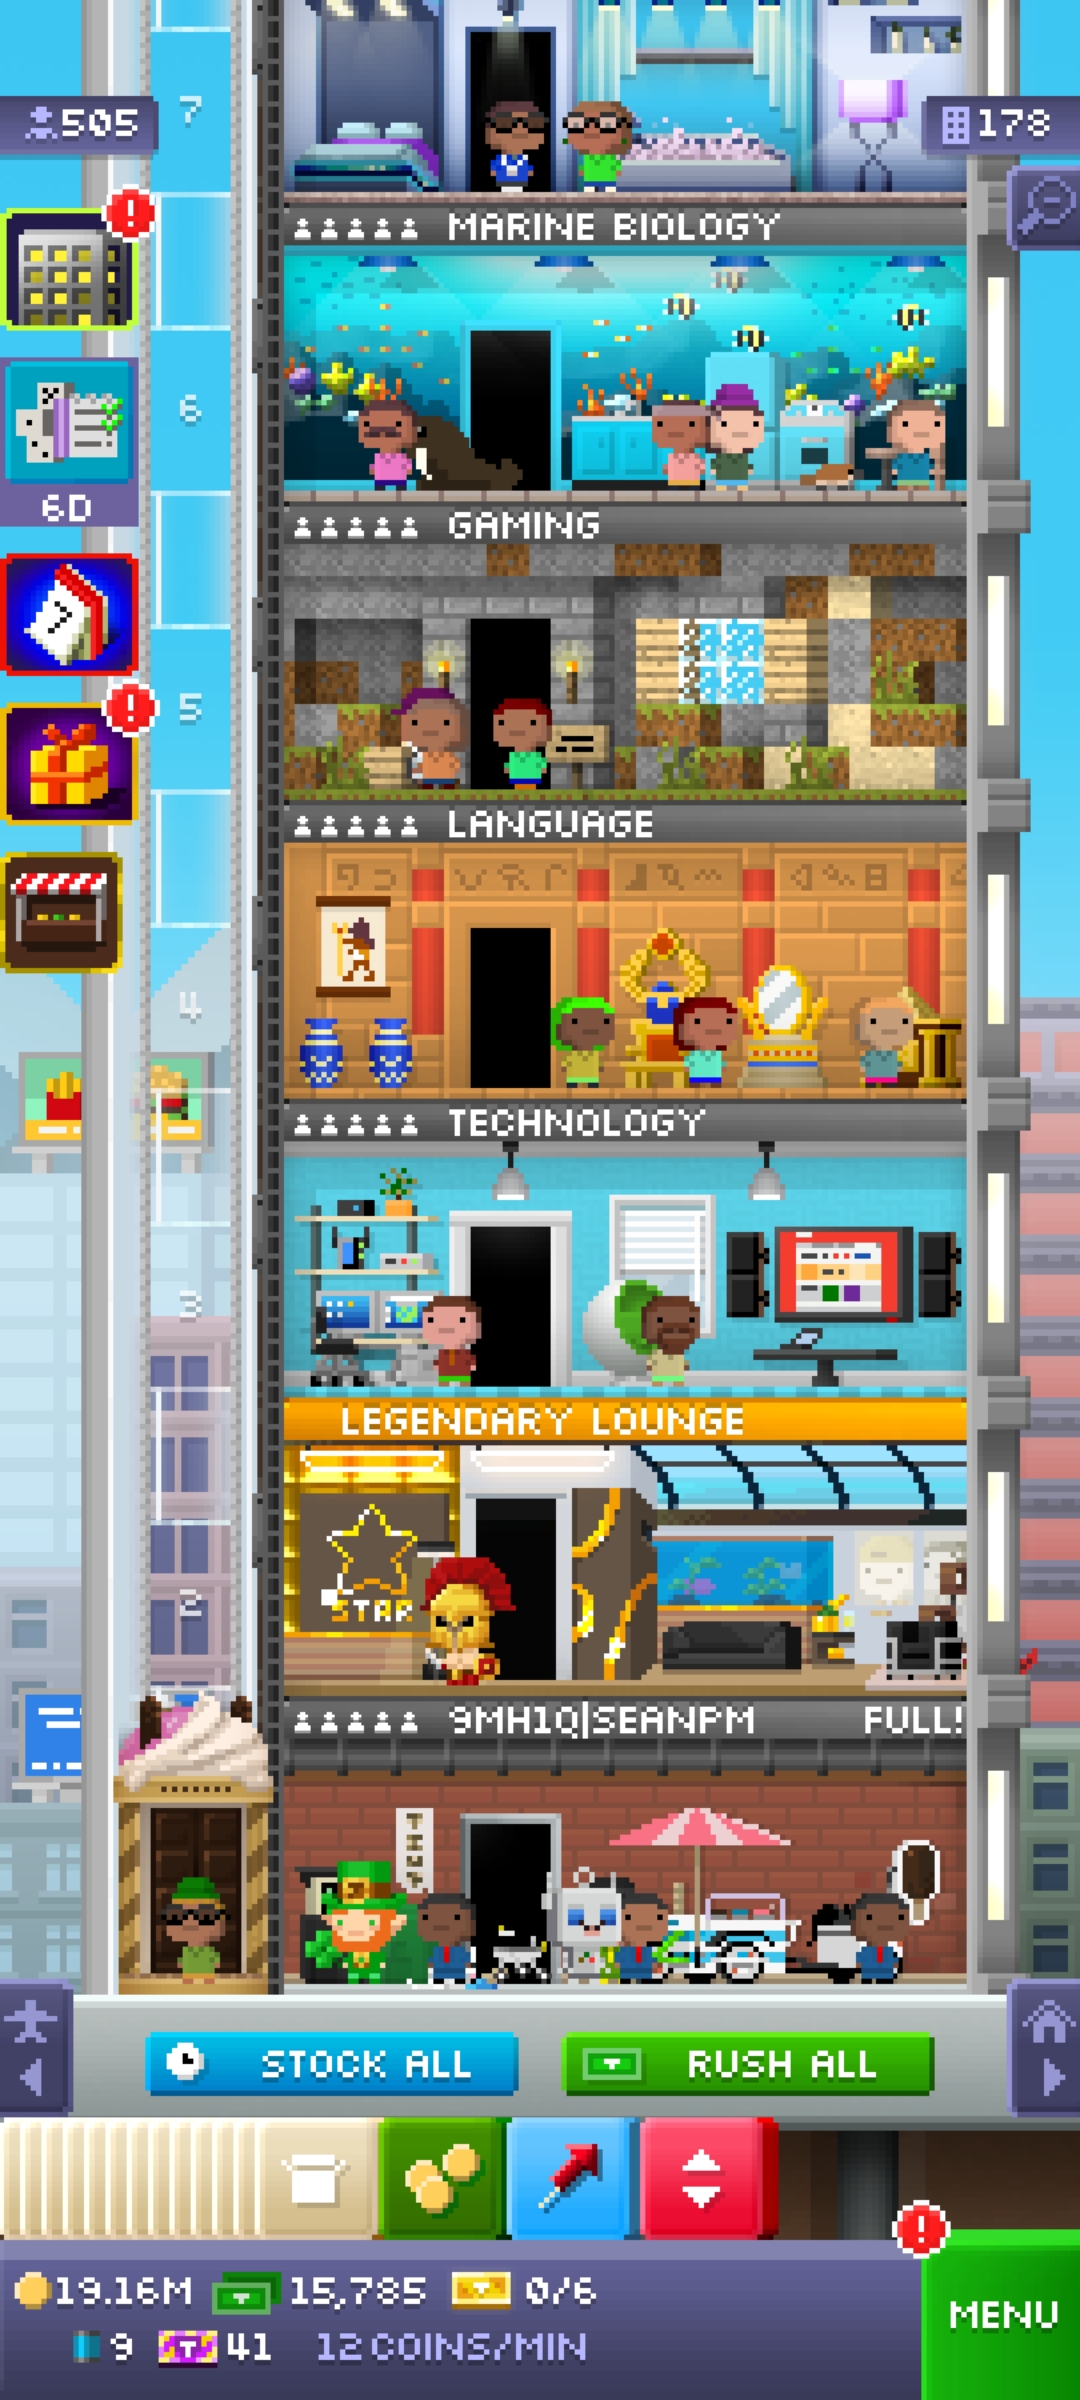 7
505
178
MARINE BIOLOGY
6
6D
GAMING
5
LANGUAGE
4
TECHNOLOGY
3
LEGENDARY LOUNGE
STAR
2
9MH1Q|SEANPM FULL!
STOCK ALL
RUSH ALL
19.16M 15,785 0/6
MENU
9 41 12 COINS/MIN